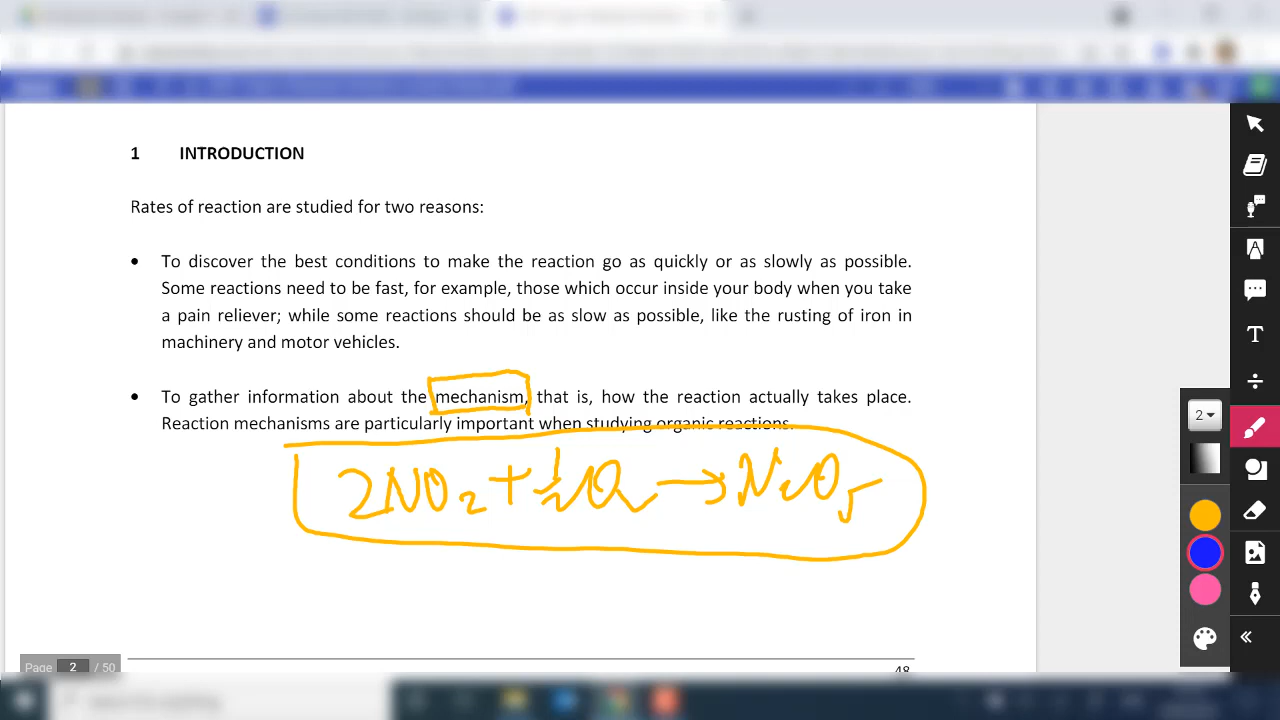 1 INTRODUCTION
Rates of reaction are studied for two reasons:
• To discover the best conditions to make the reaction go as quickly or as slowly as possible.
Some reactions need to be fast, for example, those which occur inside your body when you take
a pain reliever; while some reactions should be as slow as possible, like the rusting of iron in
machinery and motor vehicles.
• To gather information about the mechanism, that is, how the reaction actually takes place.
Reaction mechanisms are particularly important when studying organic reactions.
2NO₂ + ½O₂ → N₂O₅
2
Page 2 / 50
48